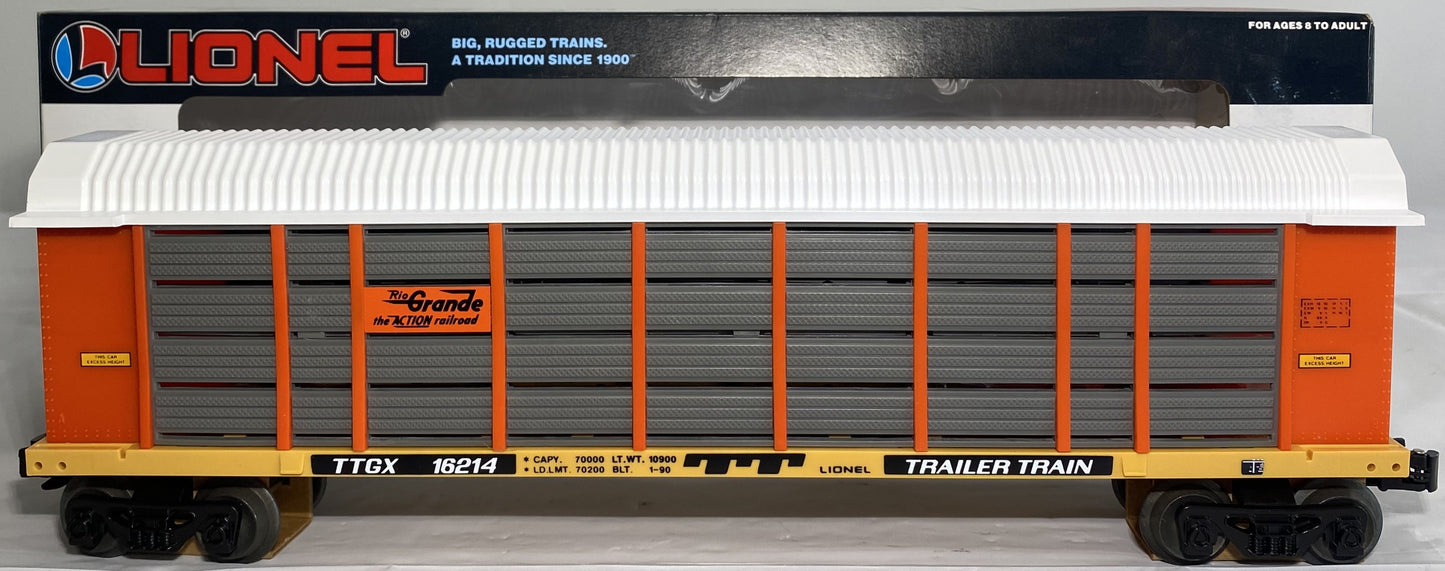 LIONEL®
BIG, RUGGED TRAINS.
A TRADITION SINCE 1900™
FOR AGES 8 TO ADULT
Rio
Grande
the ACTION railroad
THIS CAR
EXCESS HEIGHT
THIS CAR
EXCESS HEIGHT
TTGX 16214
* CAPY. 70000 LT.WT. 10900
* LD.LMT. 70200 BLT. 1-90
TTT
LIONEL
TRAILER TRAIN